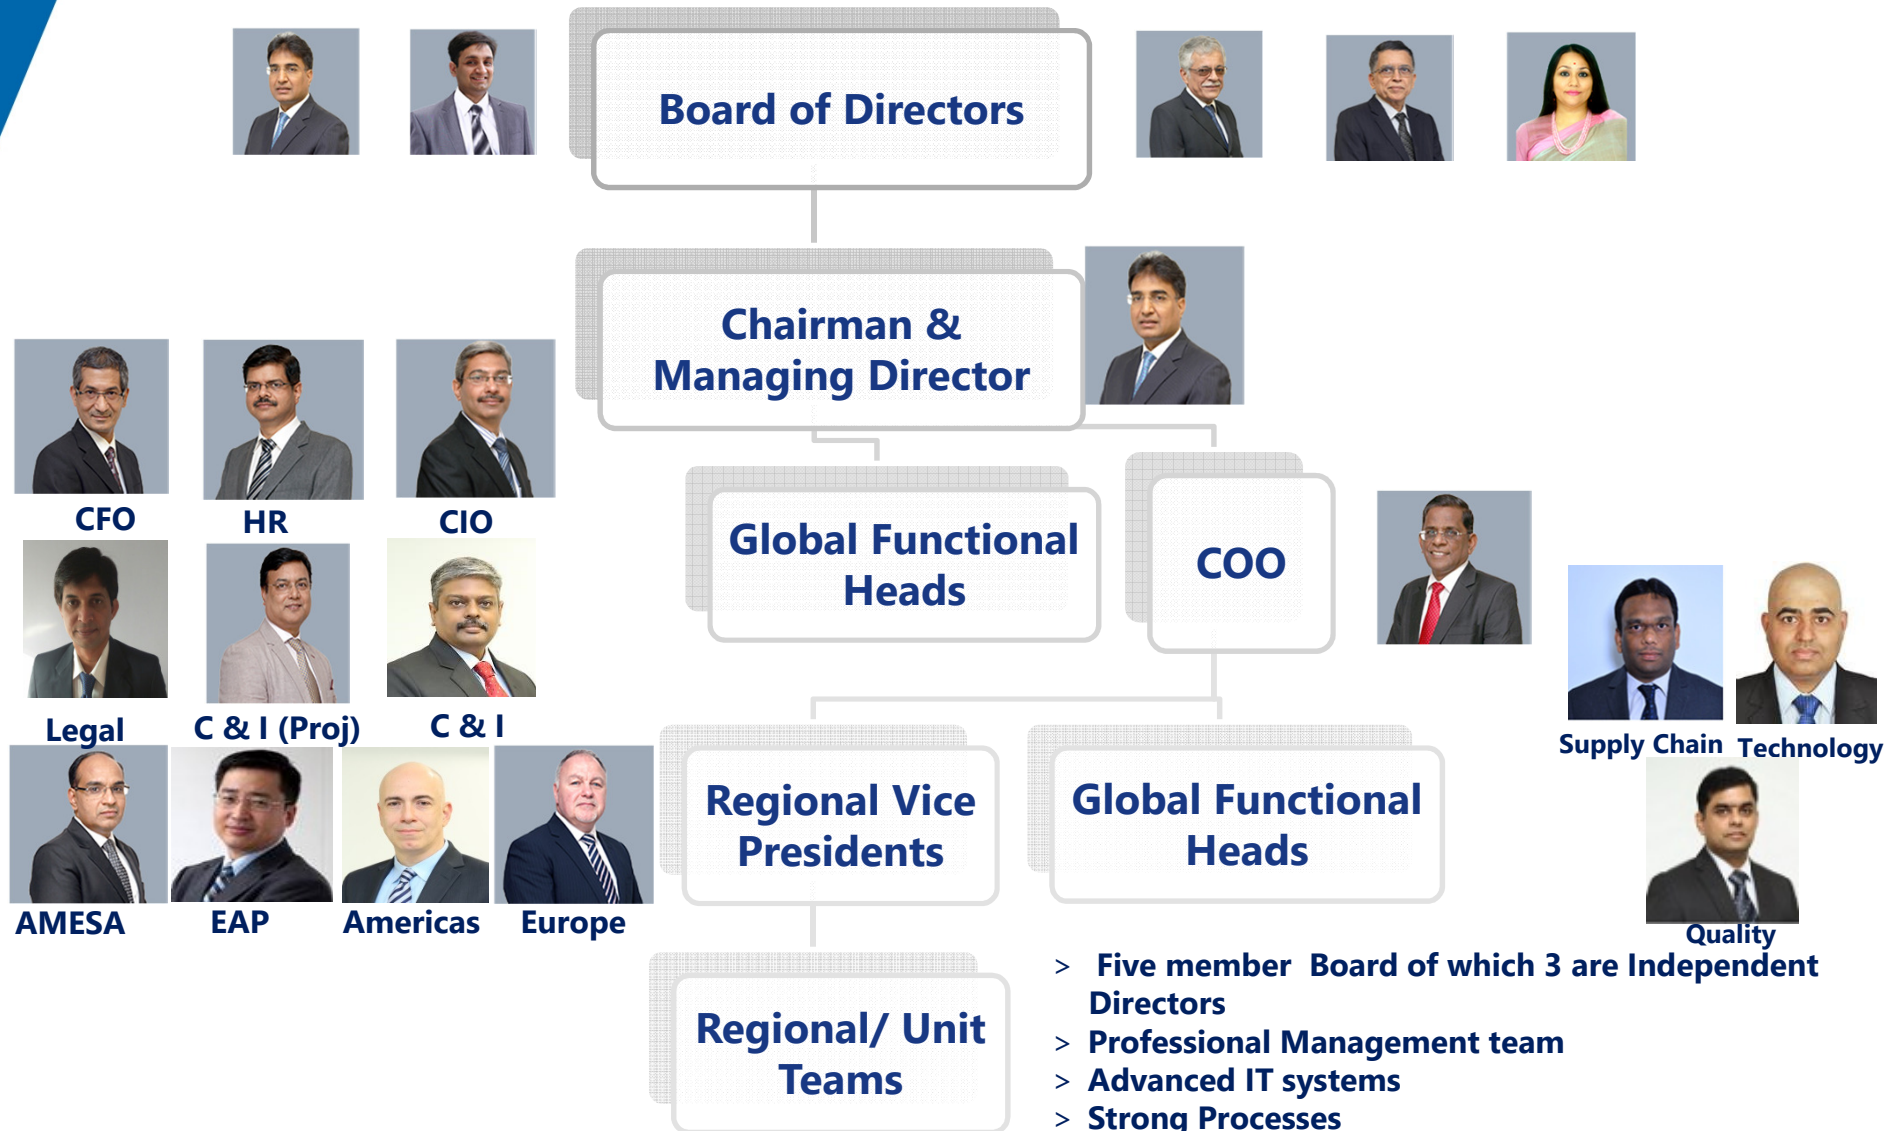 Board of Directors
Chairman &
Managing Director
CFO
HR
CIO
Global Functional
Heads
COO
Legal
C & I (Proj)
C & I
Supply Chain
Technology
Regional Vice
Presidents
Global Functional
Heads
AMESA
EAP
Americas
Europe
Quality
Regional/ Unit
Teams
> Five member Board of which 3 are Independent
Directors
> Professional Management team
> Advanced IT systems
> Strong Processes